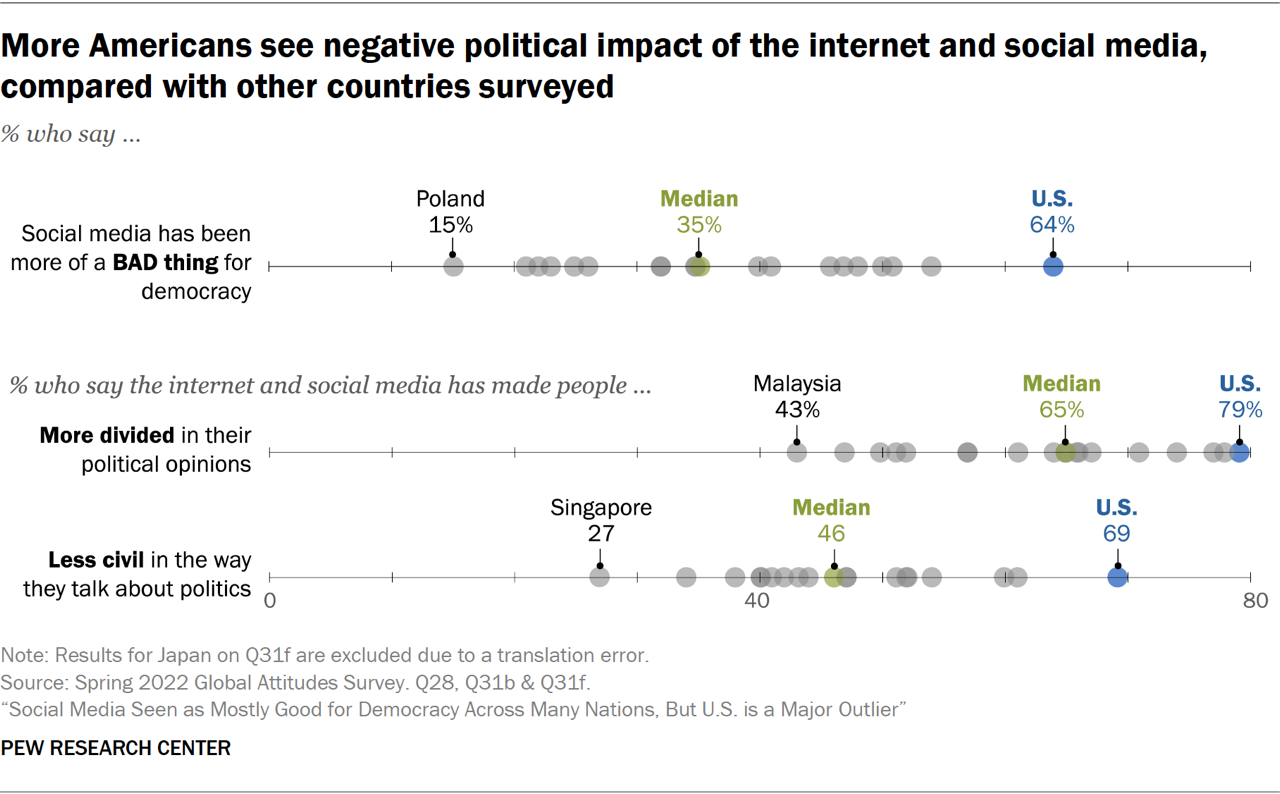 More Americans see negative political impact of the internet and social media,
compared with other countries surveyed
% who say ...
Poland
15%
Median
35%
U.S.
64%
Social media has been
more of a BAD thing for
democracy
% who say the internet and social media has made people ...
Malaysia
43%
Median
65%
U.S.
79%
More divided in their
political opinions
Singapore
27
Median
46
U.S.
69
Less civil in the way
they talk about politics
0
40
80
Note: Results for Japan on Q31f are excluded due to a translation error.
Source: Spring 2022 Global Attitudes Survey. Q28, Q31b & Q31f.
“Social Media Seen as Mostly Good for Democracy Across Many Nations, But U.S. is a Major Outlier”
PEW RESEARCH CENTER